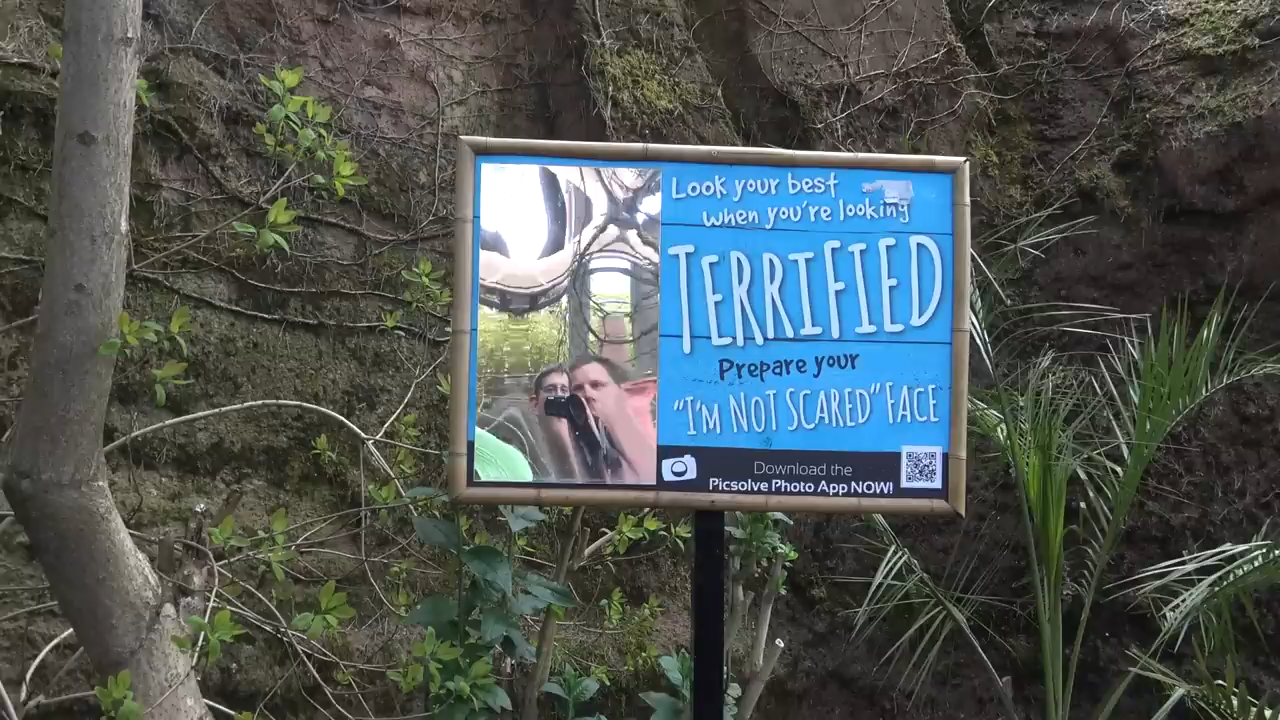 Look your best
when you're looking
TERRIFIED
Prepare your
"I'm NOT SCARED" FACE
Download the
Picsolve Photo App NOW!